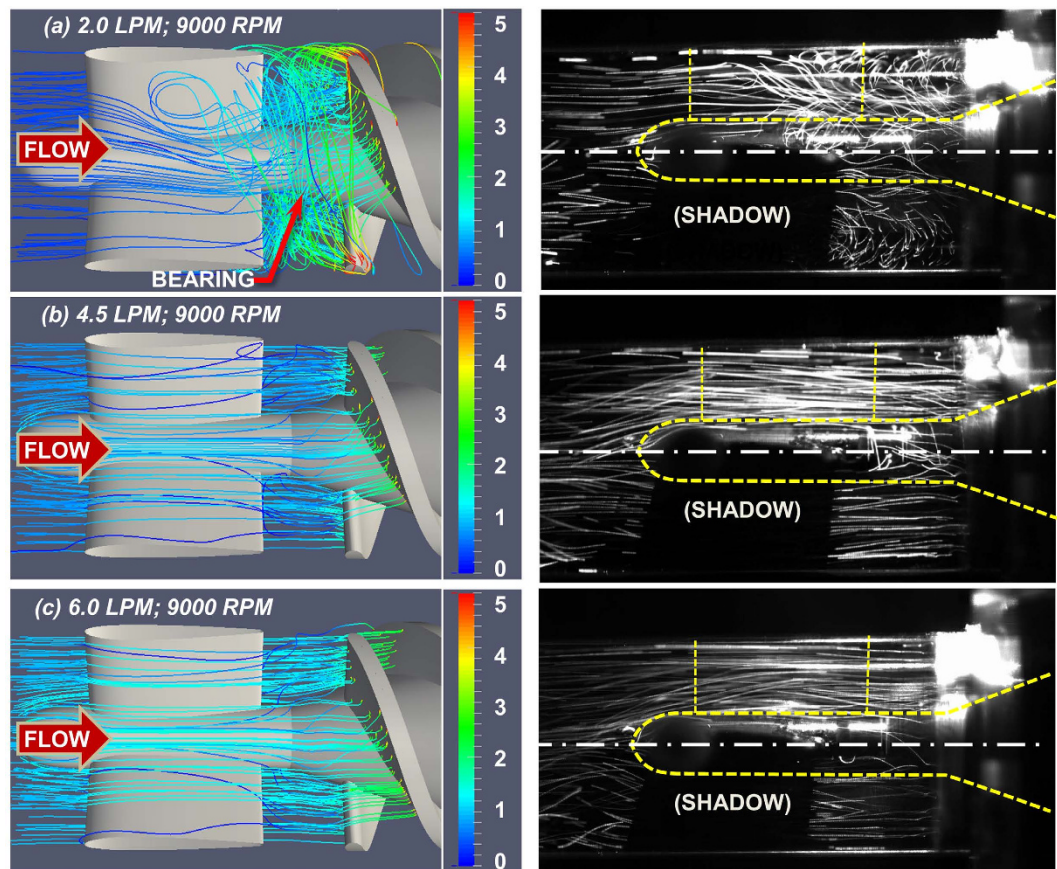 (a) 2.0 LPM; 9000 RPM
5
4
3
2
1
0
FLOW
BEARING
(SHADOW)
(b) 4.5 LPM; 9000 RPM
5
4
3
2
1
0
FLOW
(SHADOW)
(c) 6.0 LPM; 9000 RPM
5
4
3
2
1
0
FLOW
(SHADOW)